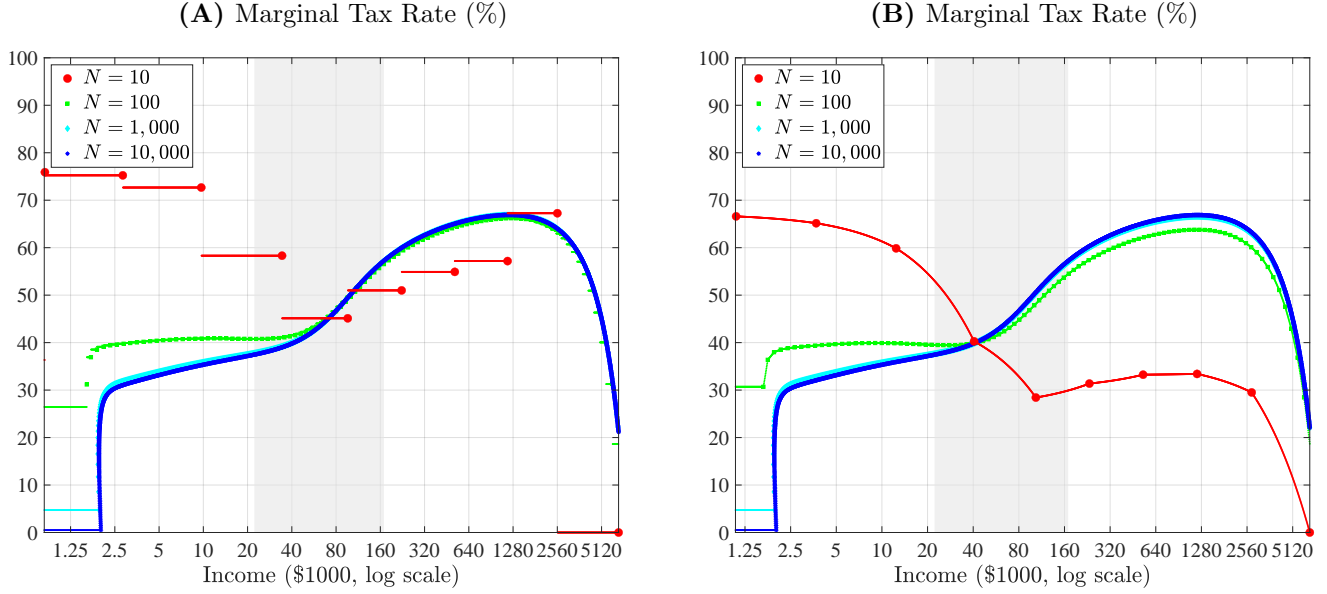 (A) Marginal Tax Rate (%)
100
90
80
70
60
50
40
30
20
10
0
N = 10
N = 100
N = 1,000
N = 10,000
1.25 2.5 5 10 20 40 80 160 320 640 1280 2560 5120
Income ($1000, log scale)
(B) Marginal Tax Rate (%)
100
90
80
70
60
50
40
30
20
10
0
N = 10
N = 100
N = 1,000
N = 10,000
1.25 2.5 5 10 20 40 80 160 320 640 1280 2560 5120
Income ($1000, log scale)